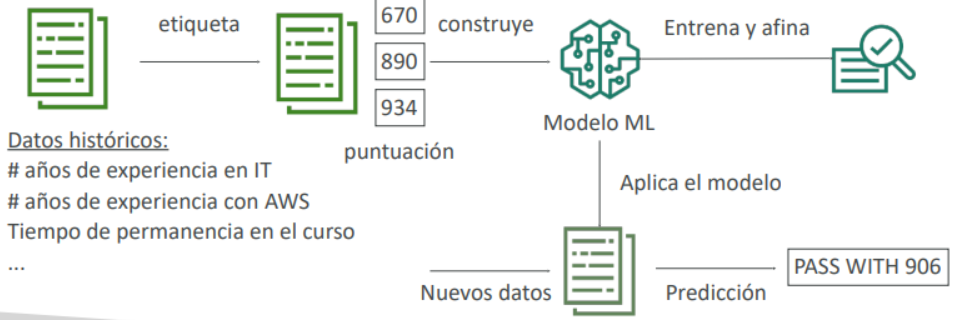 etiqueta
670
890
934
puntuación
construye
Modelo ML
Entrena y afina
Datos históricos:
# años de experiencia en IT
# años de experiencia con AWS
Tiempo de permanencia en el curso
...
Aplica el modelo
Nuevos datos
Predicción
PASS WITH 906